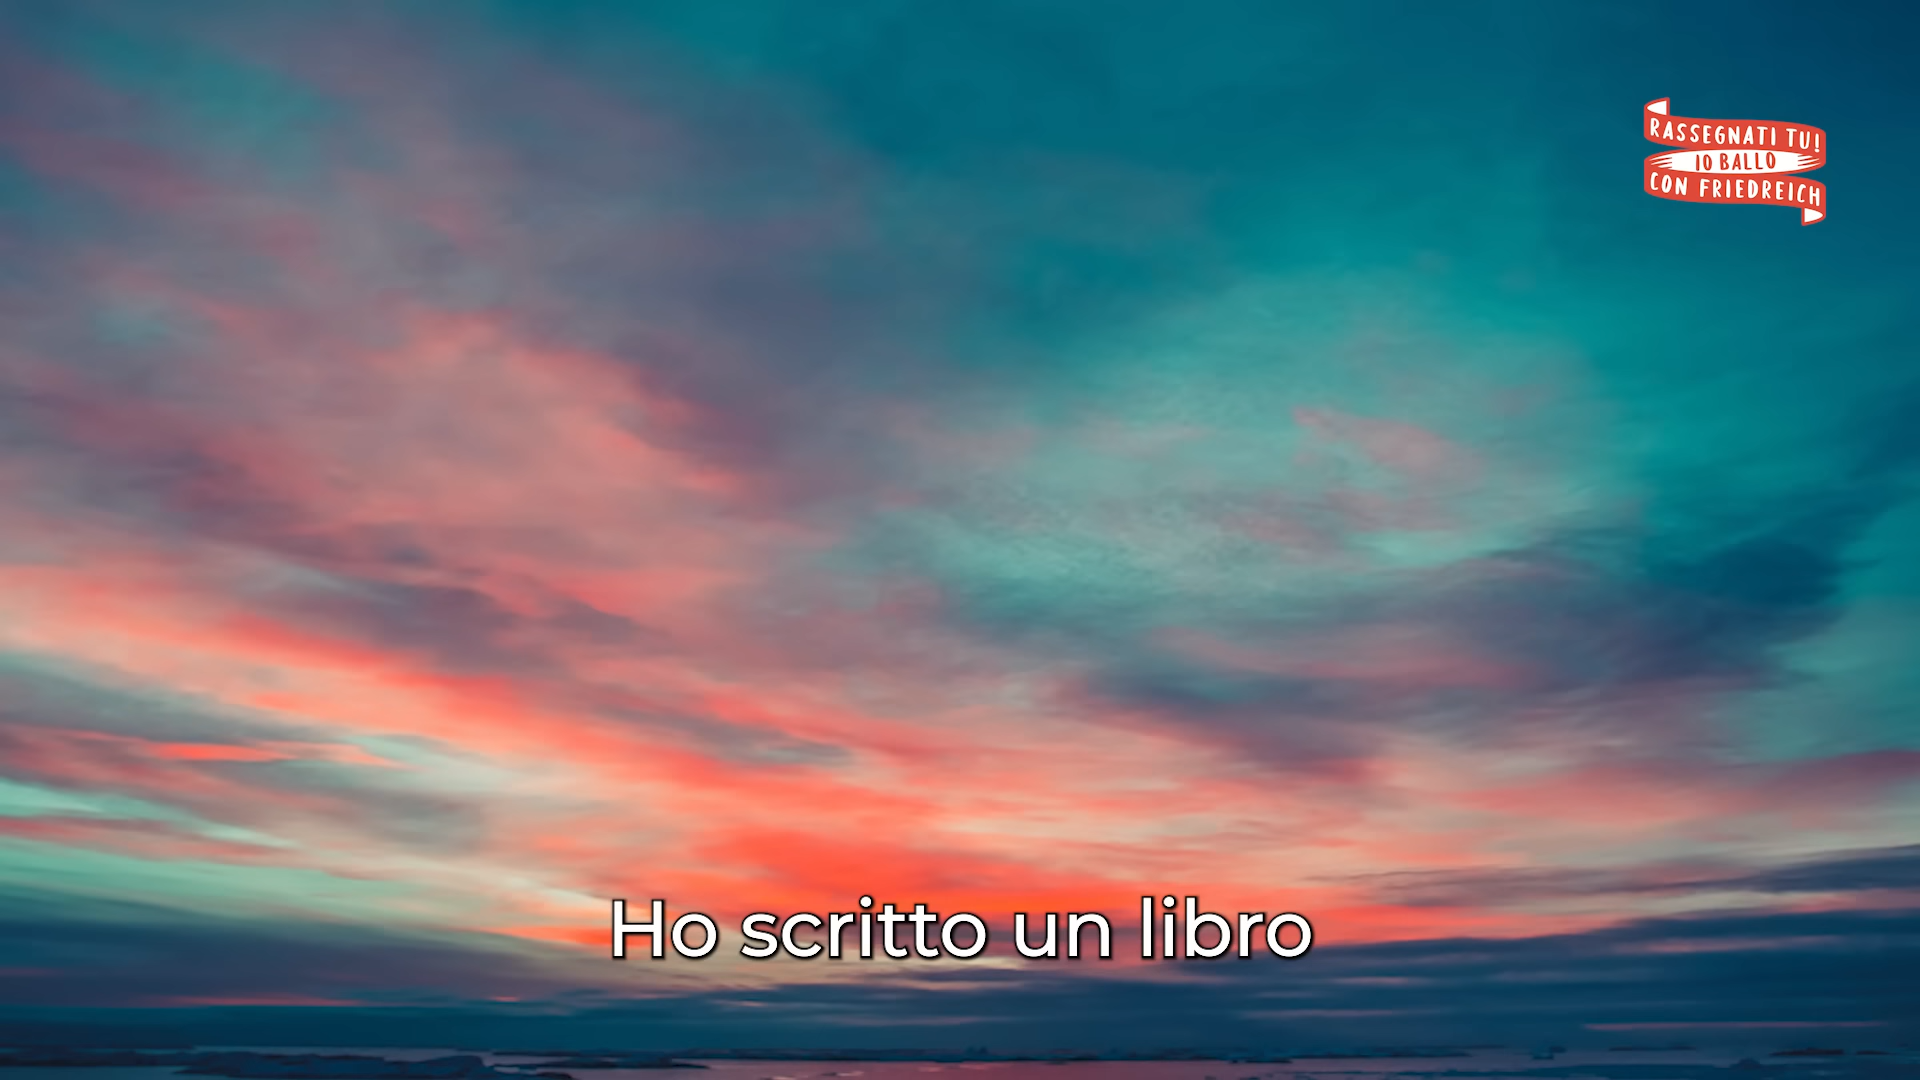 RASSEGNATI TU!
IO BALLO
CON FRIEDREICH
Ho scritto un libro